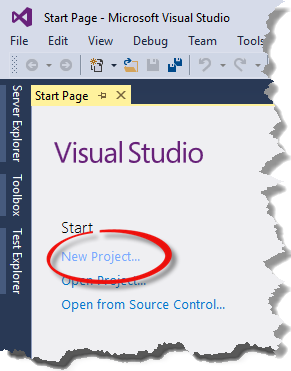 Start Page - Microsoft Visual Studio
File Edit View Debug Team Tools
Server Explorer
Toolbox
Test Explorer
Start Page
Visual Studio
Start
New Project...
Open Project...
Open from Source Control...